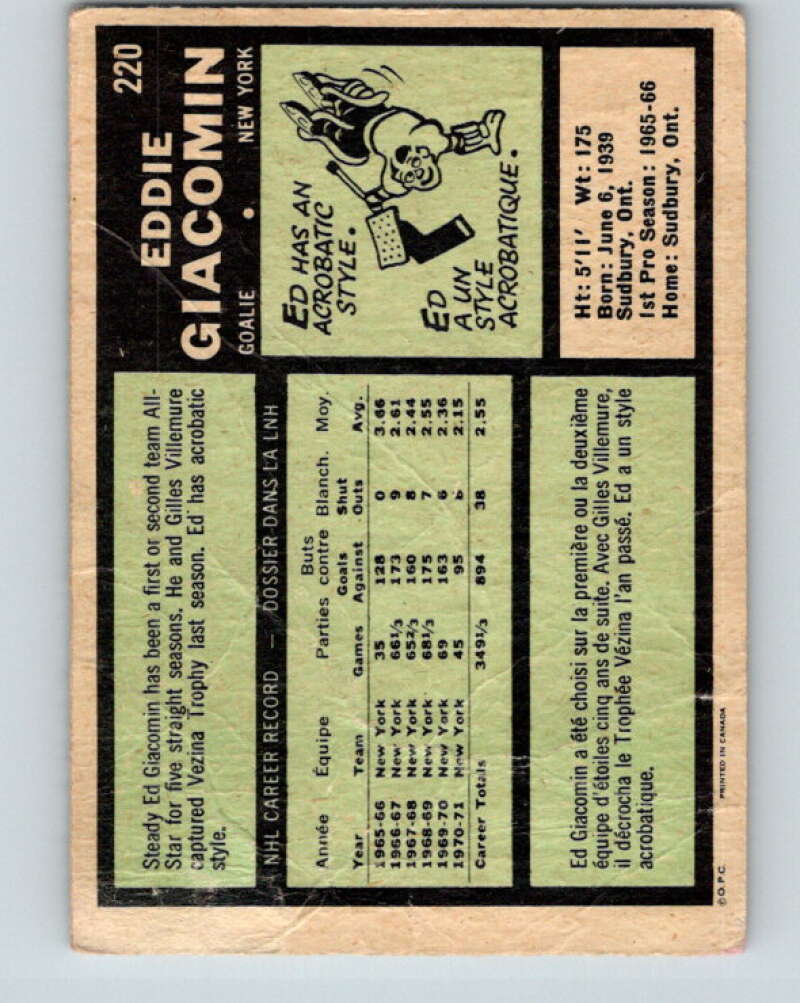 220
EDDIE
GIACOMIN
GOALIE • NEW YORK
Steady Ed Giacomin has been a first or second team All-
Star for five straight seasons. He and Gilles Villemure
captured Vezina Trophy last season. Ed has acrobatic
style.
ED HAS AN
ACROBATIC
STYLE.
ED
A UN
STYLE
ACROBATIQUE.
NHL CAREER RECORD — DOSSIER DANS LA LNH
Buts
Année Équipe Parties contre Blanch. Moy.
Goals Shut
Year Team Games Against Outs Avg.
1965-66 New York 35 128 0 3.66
1966-67 New York 66⅓ 173 9 2.61
1967-68 New York 65⅔ 160 8 2.44
1968-69 New York 68⅓ 175 7 2.55
1969-70 New York 69 163 6 2.36
1970-71 New York 45 95 6 2.15
Career Totals 349⅓ 894 38 2.55
Ht: 5'11' Wt: 175
Born: June 6, 1939
Sudbury, Ont.
1st Pro Season: 1965-66
Home: Sudbury, Ont.
Ed Giacomin a été choisi sur la première ou la deuxième
équipe d'étoiles cinq ans de suite. Avec Gilles Villemure,
il décrocha le Trophée Vézina l'an passé. Ed a un style
acrobatique.
©O.P.C. PRINTED IN CANADA